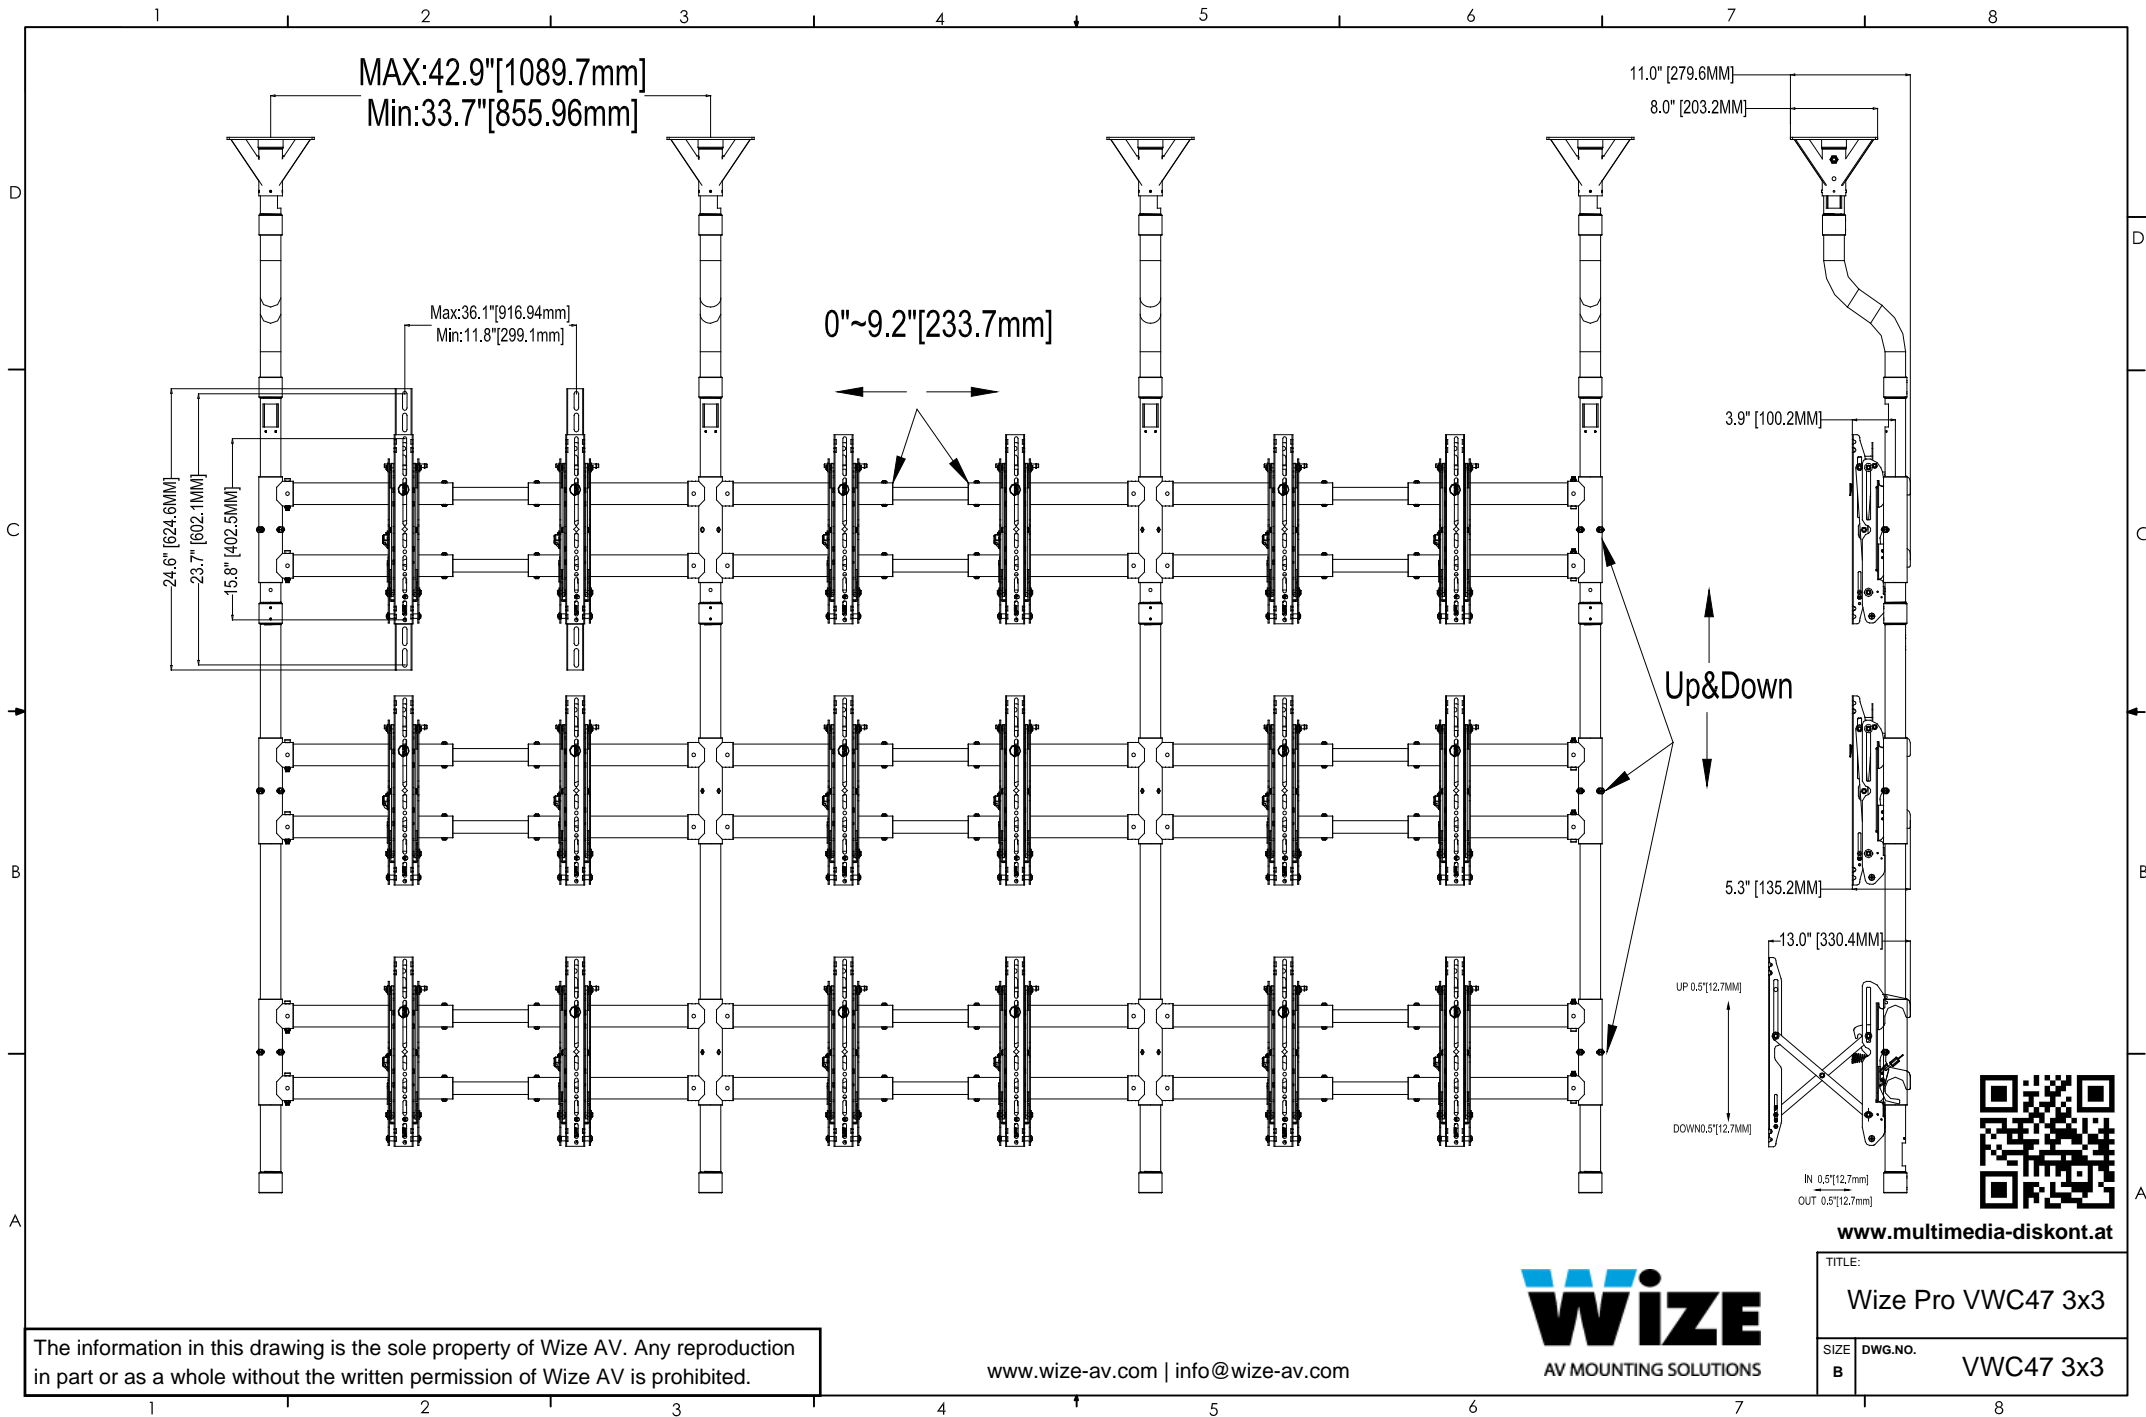 1 2 3 4 5 6 7 8
MAX:42.9"[1089.7mm]
Min:33.7"[855.96mm]
11.0" [279.6MM]
8.0" [203.2MM]
D
D
Max:36.1"[916.94mm]
Min:11.8"[299.1mm]
0"~9.2"[233.7mm]
3.9" [100.2MM]
24.6" [624.6MM]
23.7" [602.1MM]
15.8" [402.5MM]
C
C
Up&Down
B
B
5.3" [135.2MM]
13.0" [330.4MM]
UP 0.5"[12.7MM]
DOWN0.5"[12.7MM]
IN 0.5"[12.7mm]
OUT 0.5"[12.7mm]
A
A
www.multimedia-diskont.at
TITLE:
Wize Pro VWC47 3x3
SIZE
B
DWG.NO.
VWC47 3x3
WiZE
AV MOUNTING SOLUTIONS
www.wize-av.com | info@wize-av.com
The information in this drawing is the sole property of Wize AV. Any reproduction
in part or as a whole without the written permission of Wize AV is prohibited.
1 2 3 4 5 6 7 8